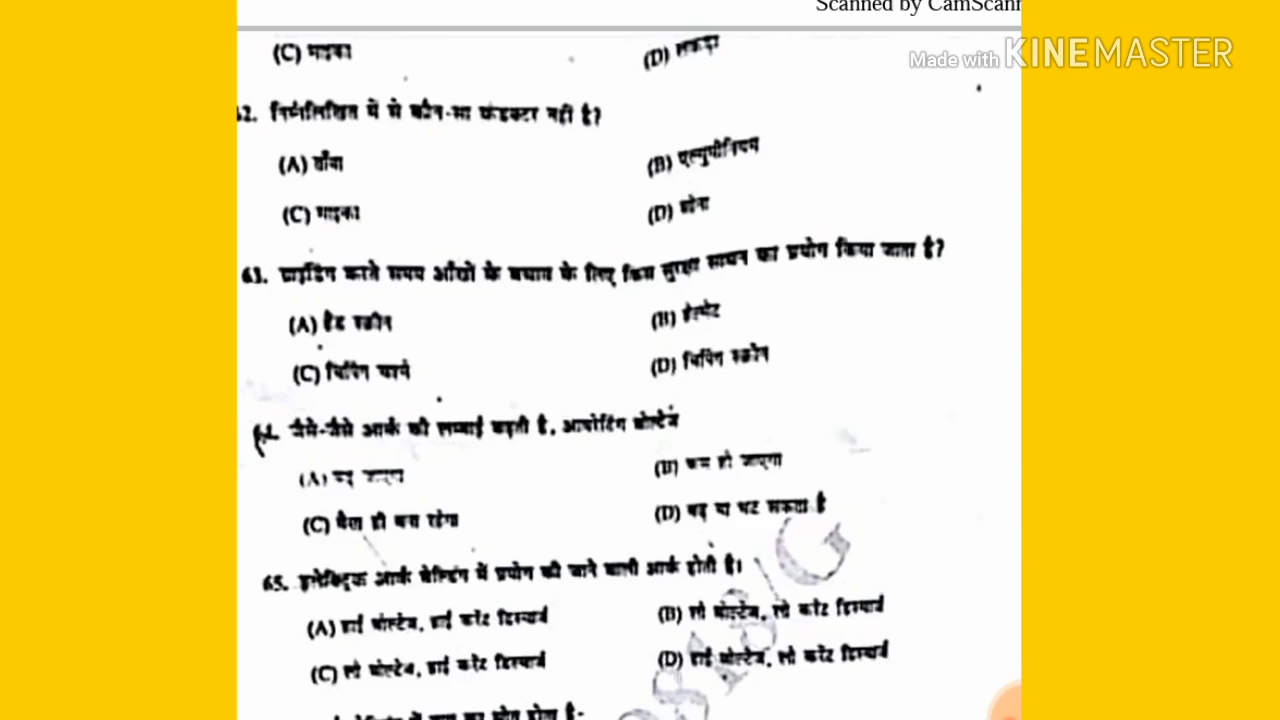 Scanned by CamScann
Made with KINEMASTER
(C) माइका
(D) लकड़ी
62. निम्नलिखित में से कौन-सा कंडक्टर नहीं है?
(A) ताँबा
(B) एल्युमीनियम
(C) माइका
(D) सोना
63. ग्राइंडिंग करते समय आँखों के बचाव के लिए किस सुरक्षा साधन का प्रयोग किया जाता है?
(A) हैंड स्क्रीन
(B) हेल्मेट
(C) चिपिंग चश्मे
(D) चिपिंग स्क्रीन
64. जैसे-जैसे आर्क की लम्बाई बढ़ती है, आपरेटिंग वोल्टेज
(A) बढ़ जाएगा
(B) कम हो जाएगा
(C) वैसा ही बना रहेगा
(D) बढ़ या घट सकता है
65. इलेक्ट्रिक आर्क वेल्डिंग में प्रयोग की जाने वाली आर्क होती है।
(A) हाई वोल्टेज, हाई करेंट डिस्चार्ज
(B) लो वोल्टेज, लो करेंट डिस्चार्ज
(C) लो वोल्टेज, हाई करेंट डिस्चार्ज
(D) हाई वोल्टेज, लो करेंट डिस्चार्ज